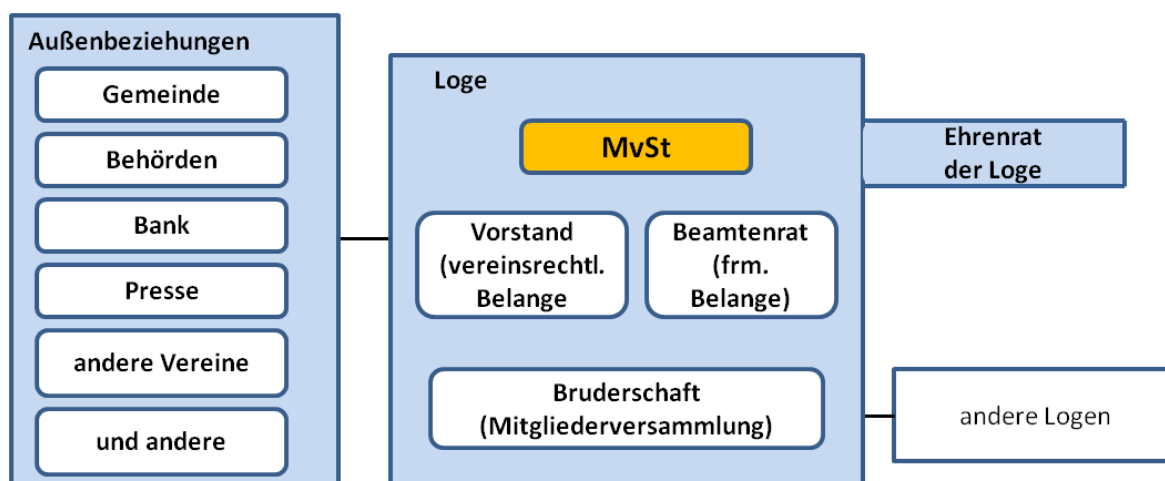 Außenbeziehungen
Gemeinde
Behörden
Bank
Presse
andere Vereine
und andere
Loge
MvSt
Vorstand
(vereinsrechtl.
Belange
Beamtenrat
(frm.
Belange)
Bruderschaft
(Mitgliederversammlung)
Ehrenrat
der Loge
andere Logen